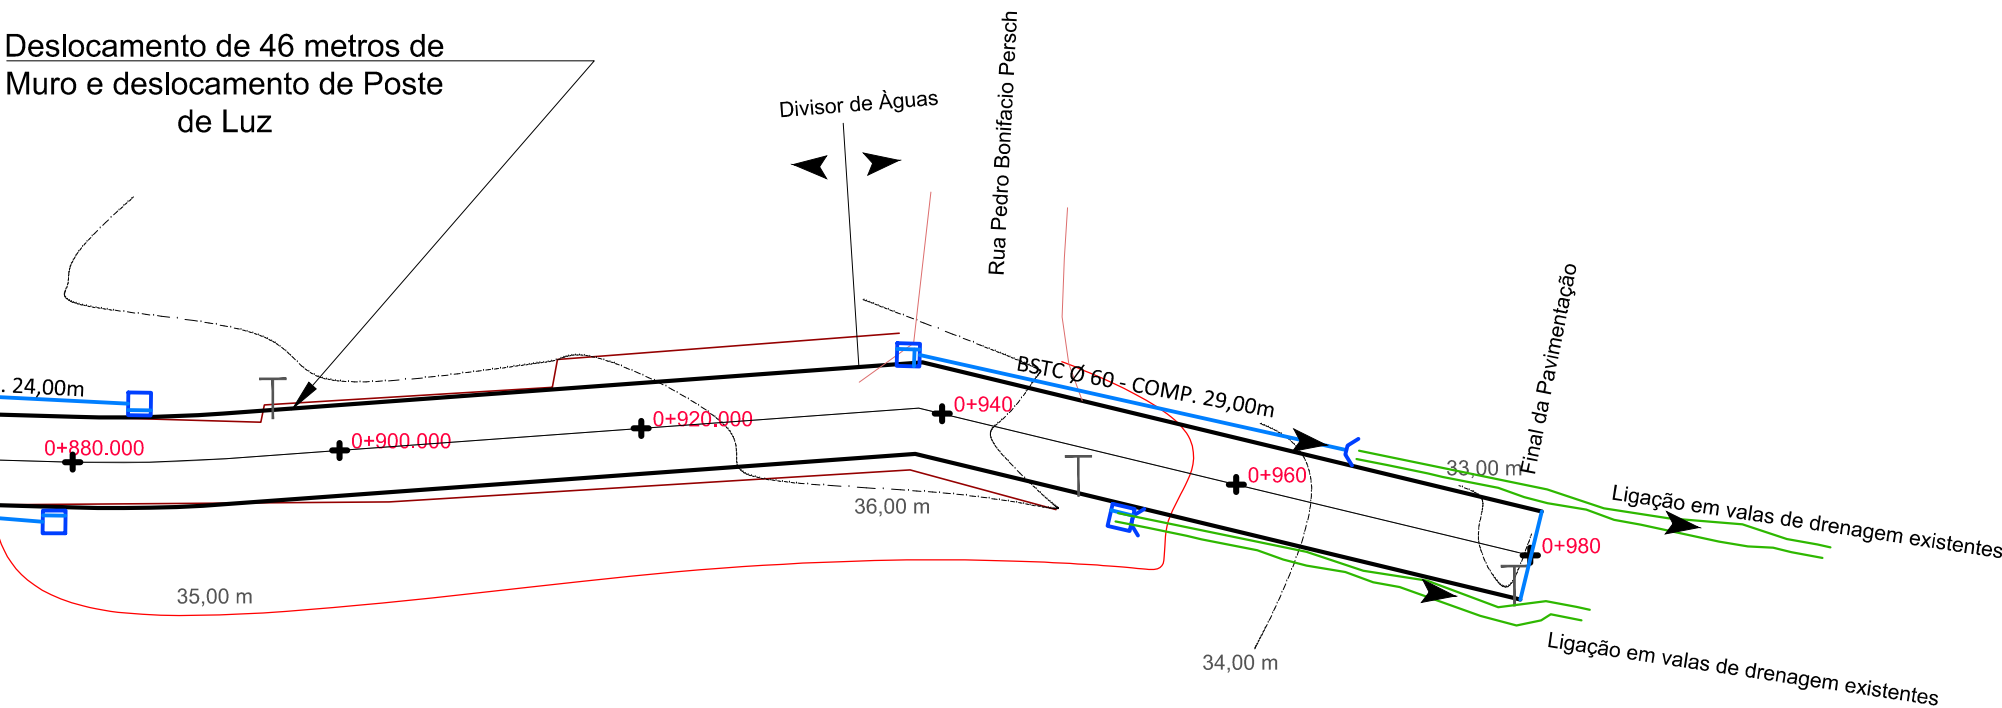 Deslocamento de 46 metros de
Muro e deslocamento de Poste
de Luz
Divisor de Àguas
Rua Pedro Bonifacio Persch
Final da Pavimentação
. 24,00m
BSTC Ø 60 - COMP. 29,00m
0+880.000
0+900.000
0+920.000
0+940
0+960
0+980
33,00 m
36,00 m
35,00 m
34,00 m
Ligação em valas de drenagem existentes
Ligação em valas de drenagem existentes